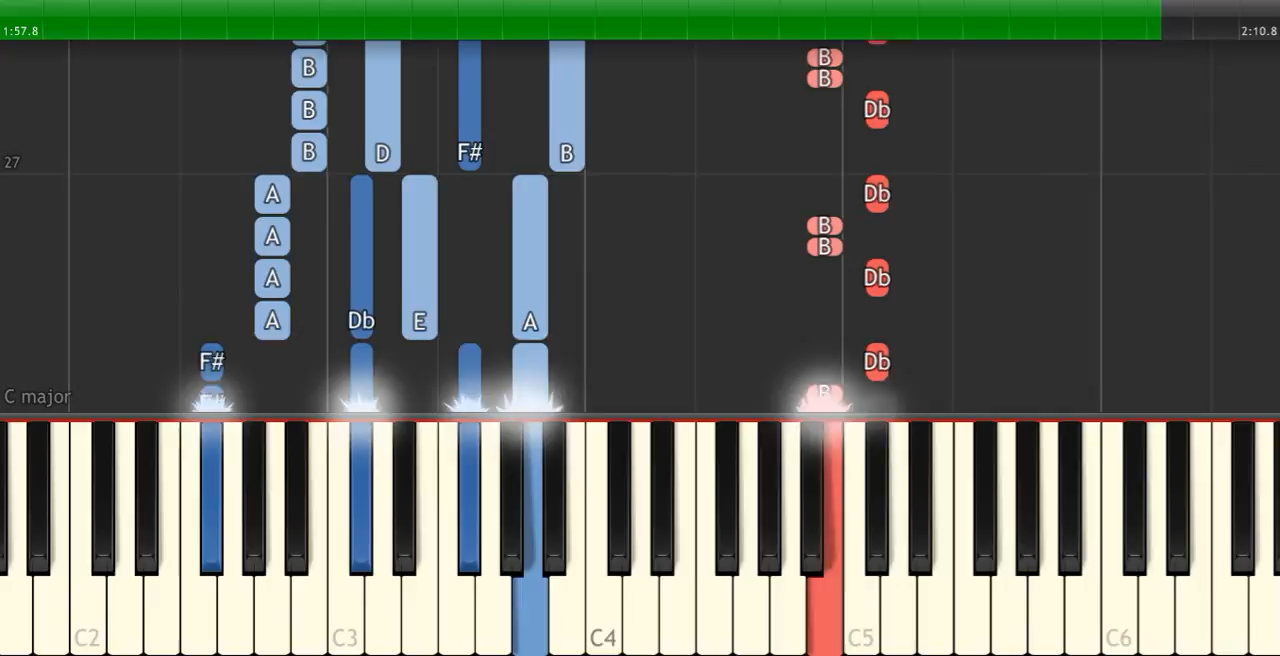 1:57.8 2:10.8
B B
B
B Db
27 B D F# B
A Db
A B
B
A Db
A Db E A
F# Db
C major F# B
C2 C3 C4 C5 C6